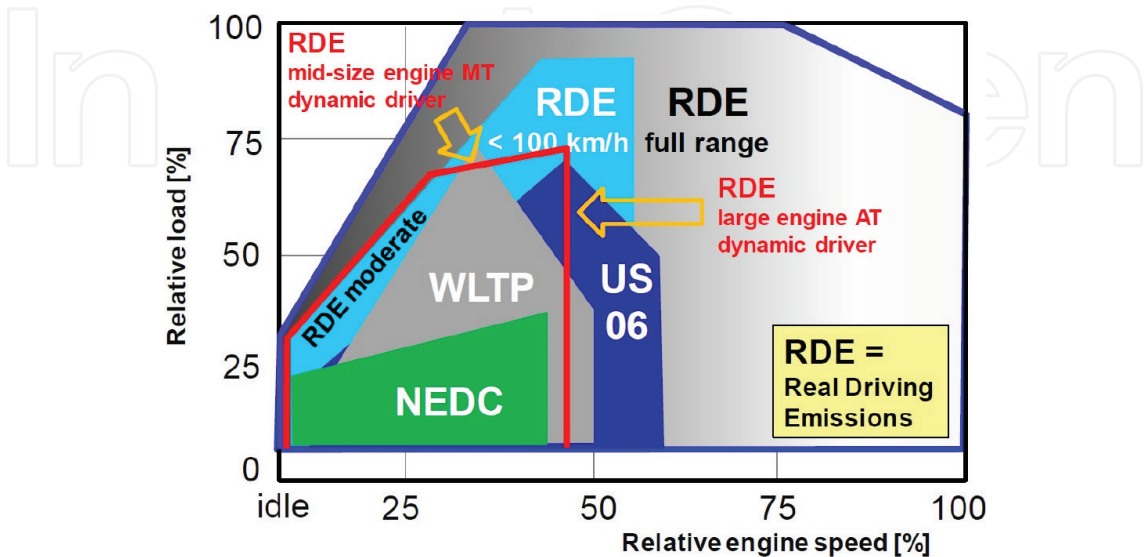 100
75
50
25
0
Relative load [%]
RDE
mid-size engine MT
dynamic driver
RDE
< 100 km/h
RDE
full range
RDE
large engine AT
dynamic driver
RDE moderate
WLTP
US
06
NEDC
RDE =
Real Driving
Emissions
idle
25
50
75
100
Relative engine speed [%]